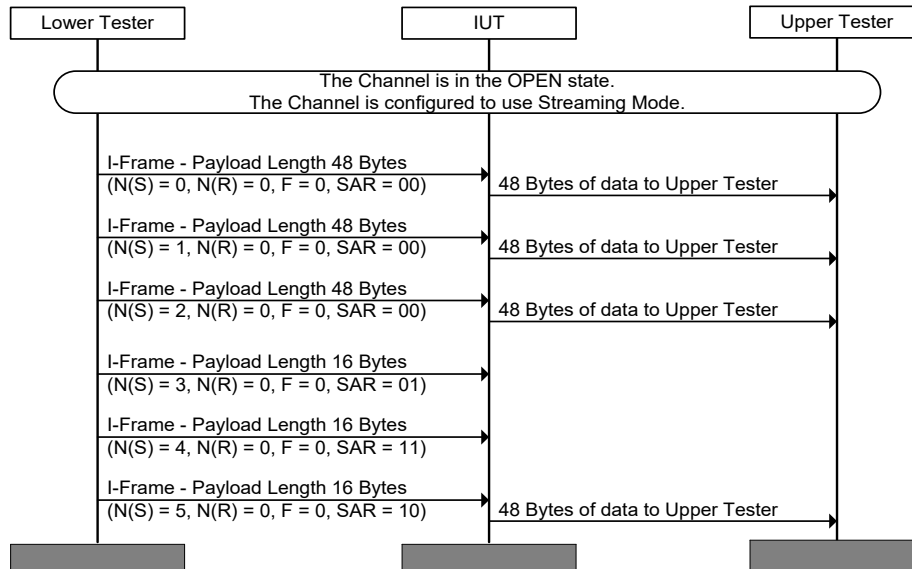 Lower Tester
IUT
Upper Tester
The Channel is in the OPEN state.
The Channel is configured to use Streaming Mode.
I-Frame - Payload Length 48 Bytes
(N(S) = 0, N(R) = 0, F = 0, SAR = 00)
48 Bytes of data to Upper Tester
I-Frame - Payload Length 48 Bytes
(N(S) = 1, N(R) = 0, F = 0, SAR = 00)
48 Bytes of data to Upper Tester
I-Frame - Payload Length 48 Bytes
(N(S) = 2, N(R) = 0, F = 0, SAR = 00)
48 Bytes of data to Upper Tester
I-Frame - Payload Length 16 Bytes
(N(S) = 3, N(R) = 0, F = 0, SAR = 01)
I-Frame - Payload Length 16 Bytes
(N(S) = 4, N(R) = 0, F = 0, SAR = 11)
I-Frame - Payload Length 16 Bytes
(N(S) = 5, N(R) = 0, F = 0, SAR = 10)
48 Bytes of data to Upper Tester